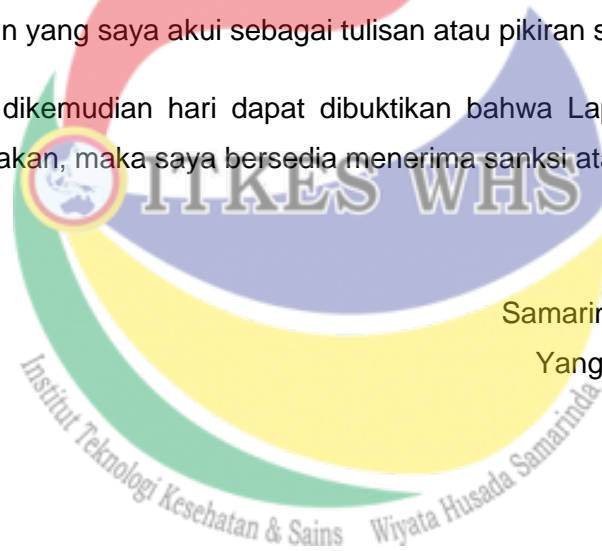 n yang saya akui sebagai tulisan atau pikiran s
dikemudian hari dapat dibuktikan bahwa La
akan, maka saya bersedia menerima sanksi at
ITKES WHS
Samarin
Yang
Institut Teknologi Kesehatan & Sains Wiyata Husada Samarinda